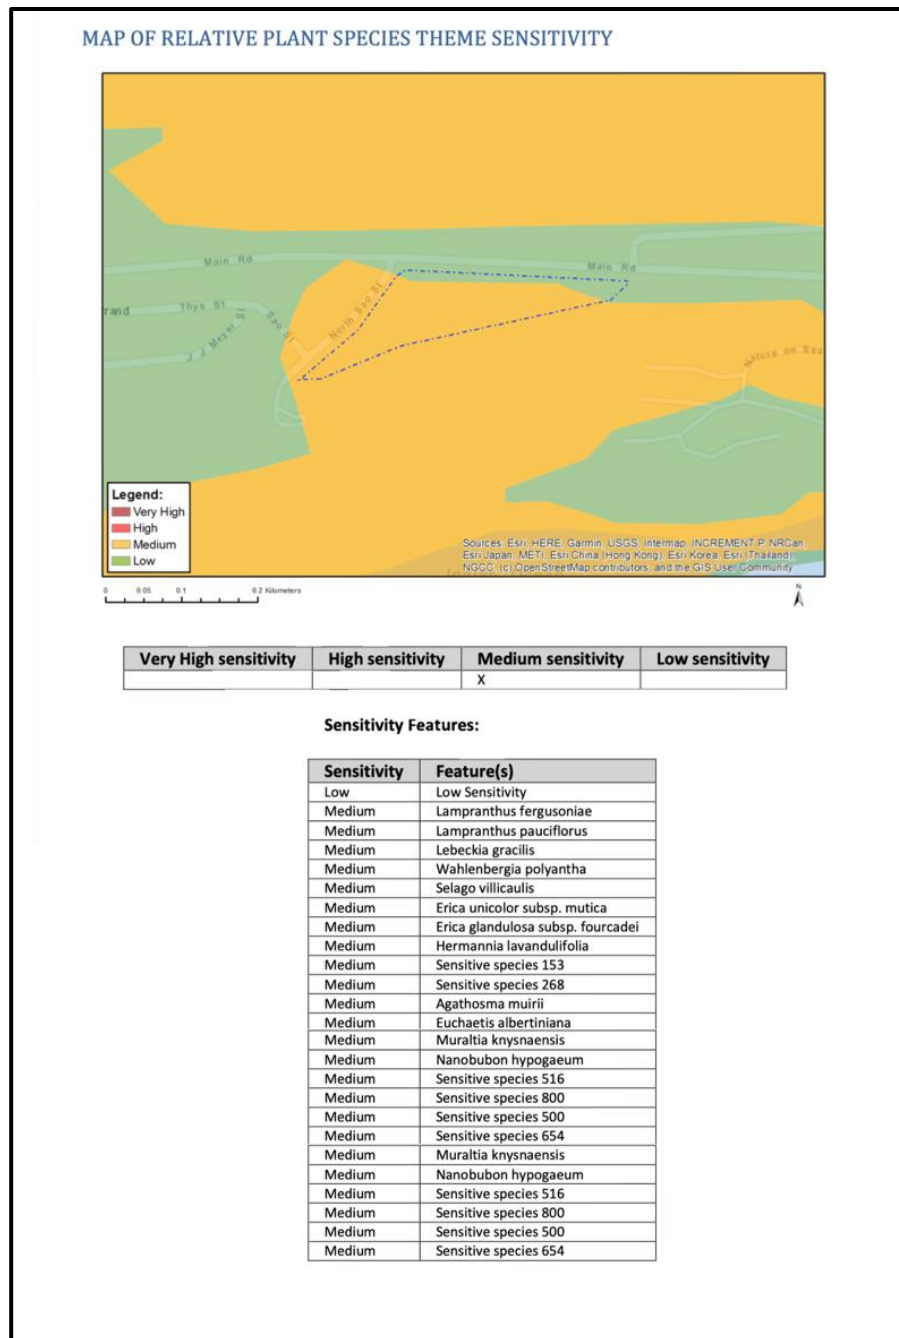 MAP OF RELATIVE PLANT SPECIES THEME SENSITIVITY
Main Rd
Main Rd
rand
Thys St
Sao St
North Sao St
J J Meyer St
Nature on Sea
Legend:
Very High
High
Medium
Low
Sources: Esri, HERE, Garmin, USGS, Intermap, INCREMENT P, NRCan,
Esri Japan, METI, Esri China (Hong Kong), Esri Korea, Esri (Thailand),
NGCC, (c) OpenStreetMap contributors, and the GIS User Community
0 0.05 0.1 0.2 Kilometers
N
Very High sensitivity High sensitivity Medium sensitivity Low sensitivity
X
Sensitivity Features:
Sensitivity Feature(s)
Low Low Sensitivity
Medium Lampranthus fergusoniae
Medium Lampranthus pauciflorus
Medium Lebeckia gracilis
Medium Wahlenbergia polyantha
Medium Selago villicaulis
Medium Erica unicolor subsp. mutica
Medium Erica glandulosa subsp. fourcadei
Medium Hermannia lavandulifolia
Medium Sensitive species 153
Medium Sensitive species 268
Medium Agathosma muirii
Medium Euchaetis albertiniana
Medium Muraltia knysnaensis
Medium Nanobubon hypogaeum
Medium Sensitive species 516
Medium Sensitive species 800
Medium Sensitive species 500
Medium Sensitive species 654
Medium Muraltia knysnaensis
Medium Nanobubon hypogaeum
Medium Sensitive species 516
Medium Sensitive species 800
Medium Sensitive species 500
Medium Sensitive species 654